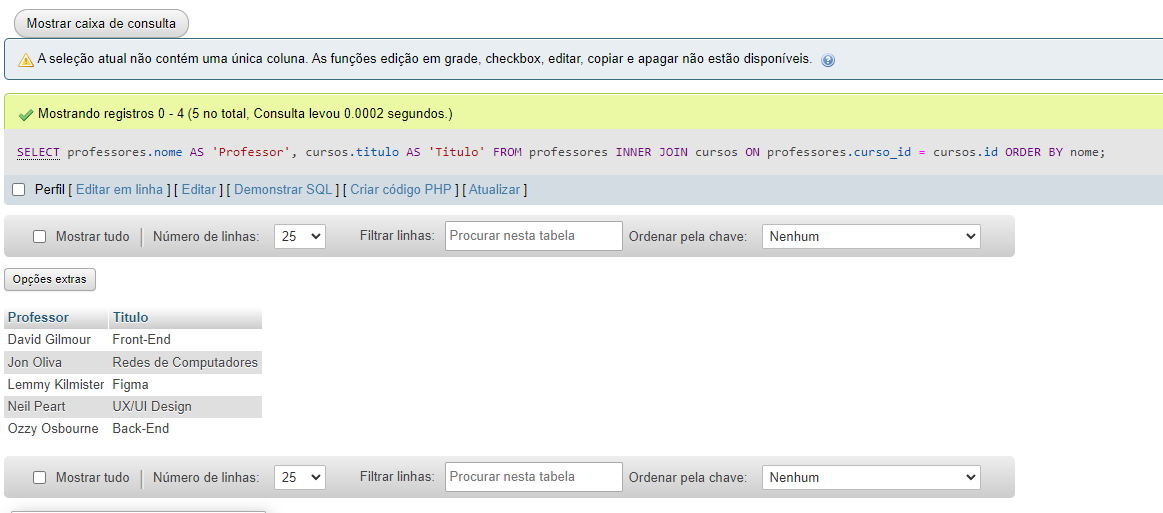 Mostrar caixa de consulta
A seleção atual não contém uma única coluna. As funções edição em grade, checkbox, editar, copiar e apagar não estão disponíveis.
Mostrando registros 0 - 4 (5 no total, Consulta levou 0.0002 segundos.)
SELECT professores.nome AS 'Professor', cursos.titulo AS 'Titulo' FROM professores INNER JOIN cursos ON professores.curso_id = cursos.id ORDER BY nome;
Perfil [ Editar em linha ] [ Editar ] [ Demonstrar SQL ] [ Criar código PHP ] [ Atualizar ]
Mostrar tudo | Número de linhas: 25 Filtrar linhas: Procurar nesta tabela Ordenar pela chave: Nenhum
Opções extras
Professor Titulo
David Gilmour Front-End
Jon Oliva Redes de Computadores
Lemmy Kilmister Figma
Neil Peart UX/UI Design
Ozzy Osbourne Back-End
Mostrar tudo | Número de linhas: 25 Filtrar linhas: Procurar nesta tabela Ordenar pela chave: Nenhum